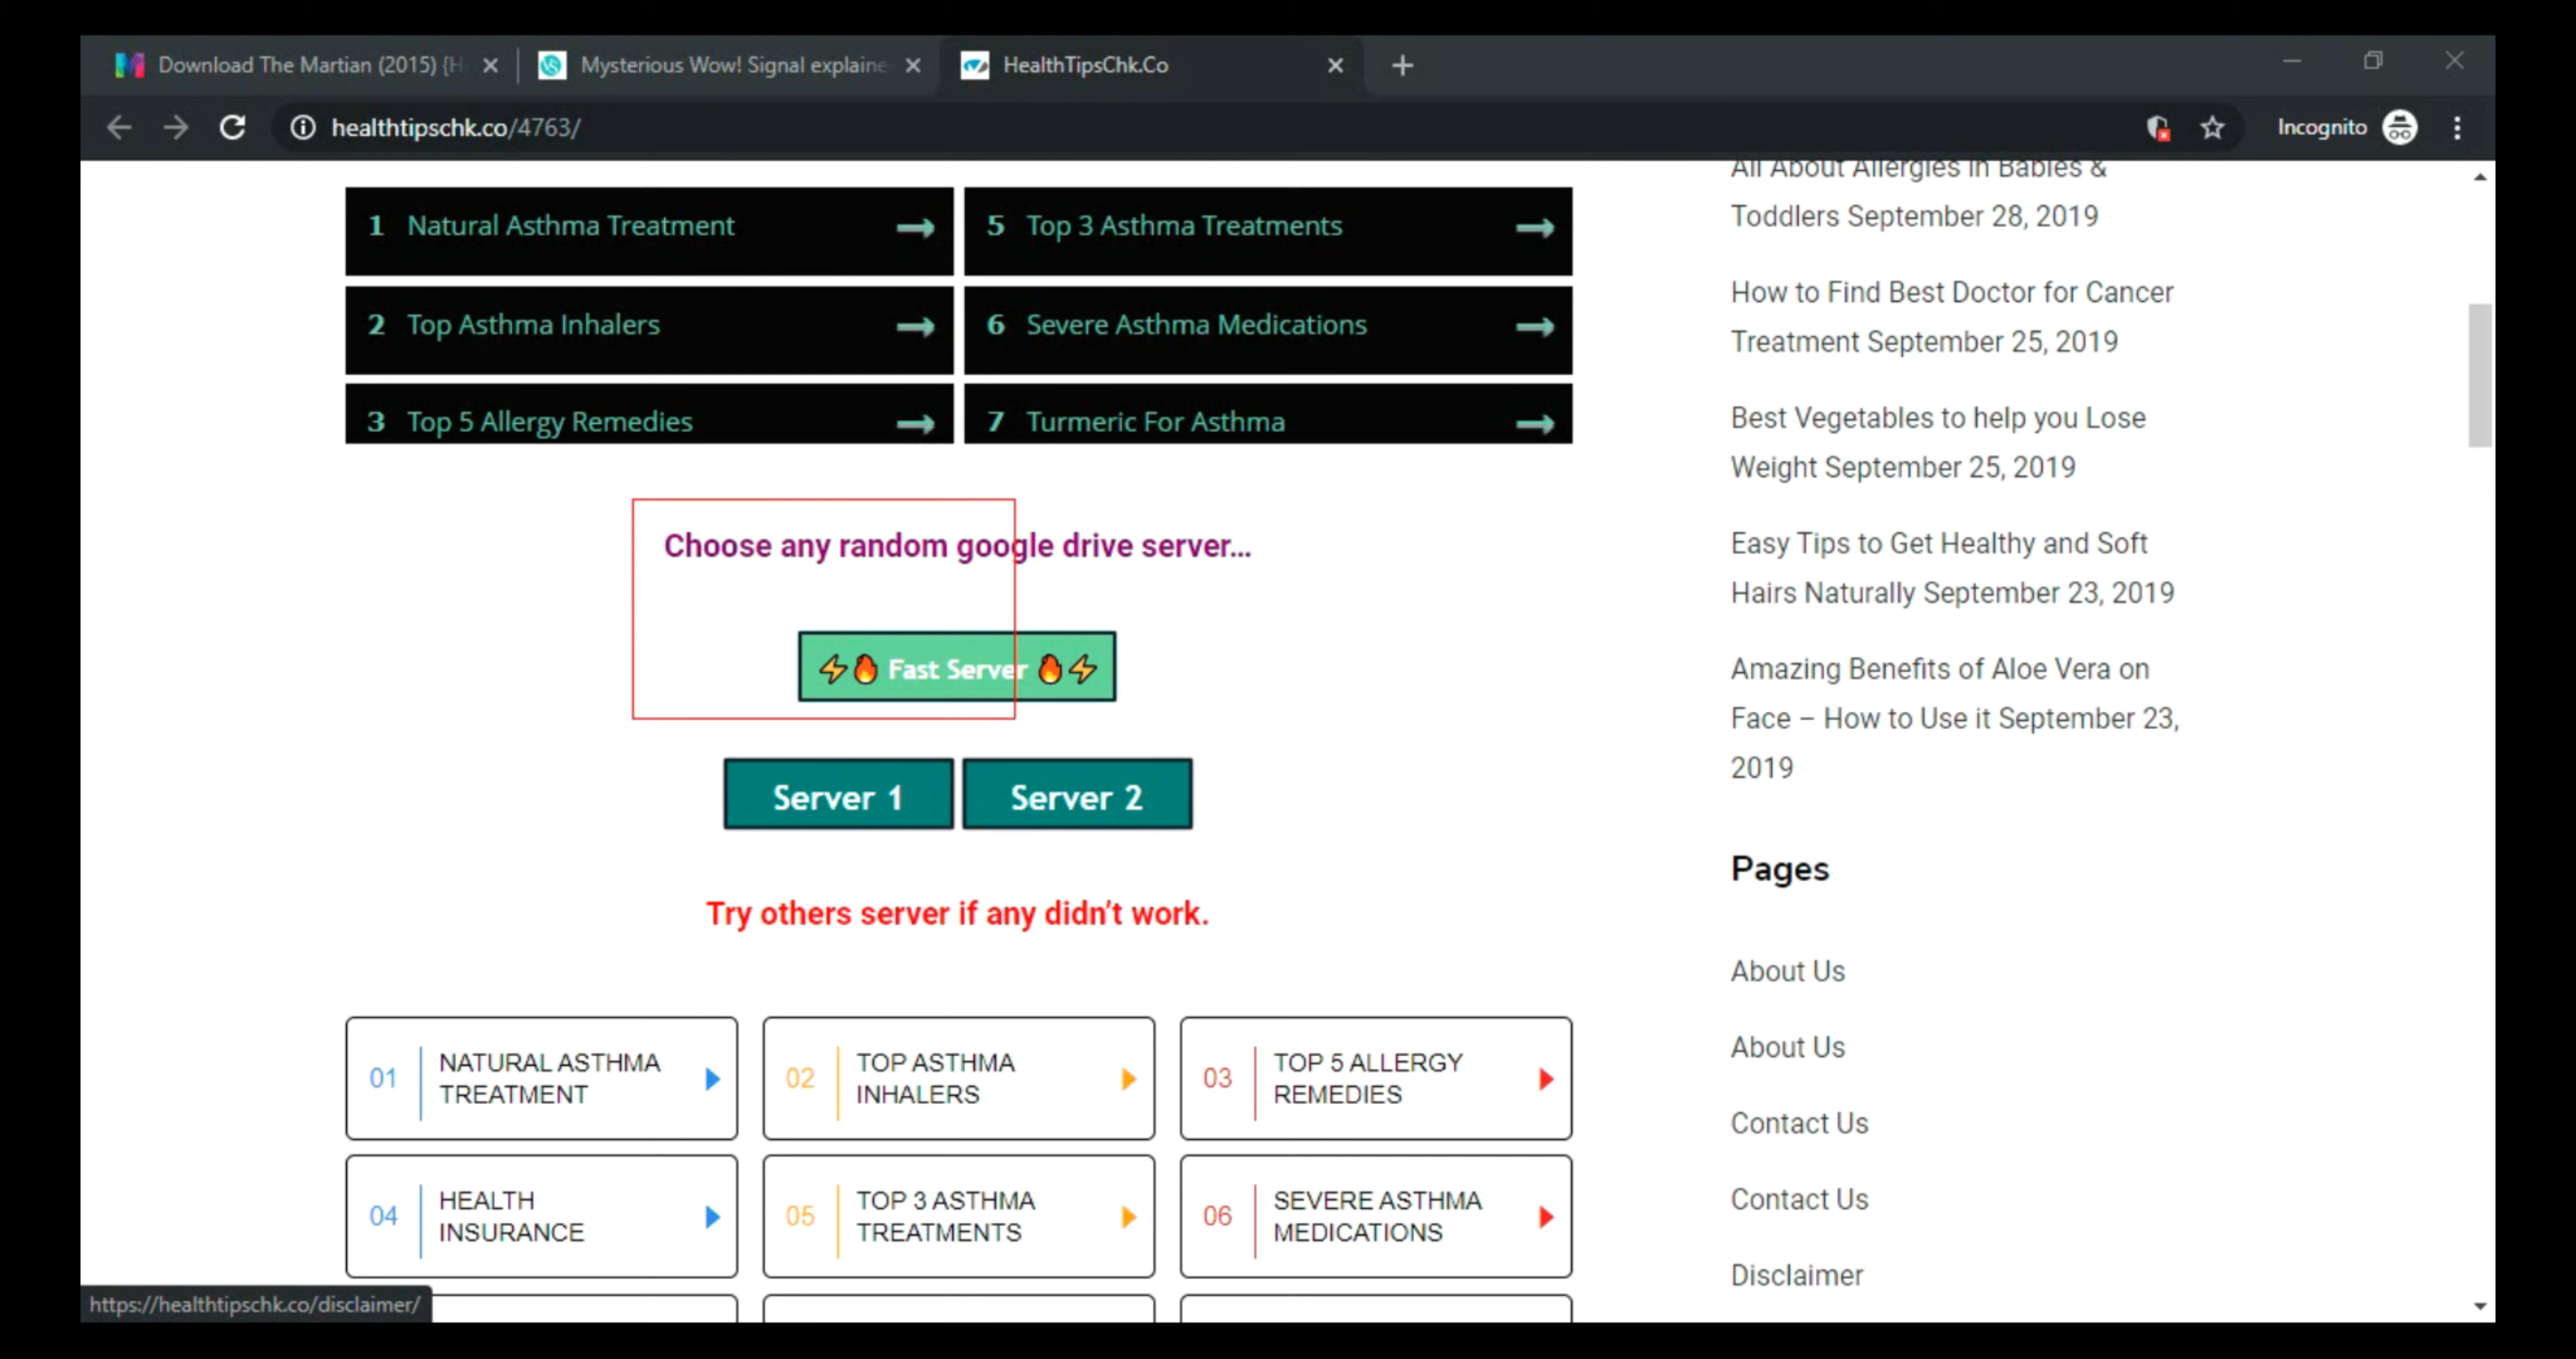 Download The Martian (2015) {H
Mysterious Wow! Signal explaine
HealthTipsChk.Co
healthtipschk.co/4763/
Incognito
1 Natural Asthma Treatment
5 Top 3 Asthma Treatments
2 Top Asthma Inhalers
6 Severe Asthma Medications
3 Top 5 Allergy Remedies
7 Turmeric For Asthma
Choose any random google drive server...
Fast Server
Server 1
Server 2
Try others server if any didn't work.
01 NATURAL ASTHMA
TREATMENT
02 TOP ASTHMA
INHALERS
03 TOP 5 ALLERGY
REMEDIES
04 HEALTH
INSURANCE
05 TOP 3 ASTHMA
TREATMENTS
06 SEVERE ASTHMA
MEDICATIONS
All About Allergies in Babies &
Toddlers September 28, 2019
How to Find Best Doctor for Cancer
Treatment September 25, 2019
Best Vegetables to help you Lose
Weight September 25, 2019
Easy Tips to Get Healthy and Soft
Hairs Naturally September 23, 2019
Amazing Benefits of Aloe Vera on
Face – How to Use it September 23,
2019
Pages
About Us
About Us
Contact Us
Contact Us
Disclaimer
https://healthtipschk.co/disclaimer/